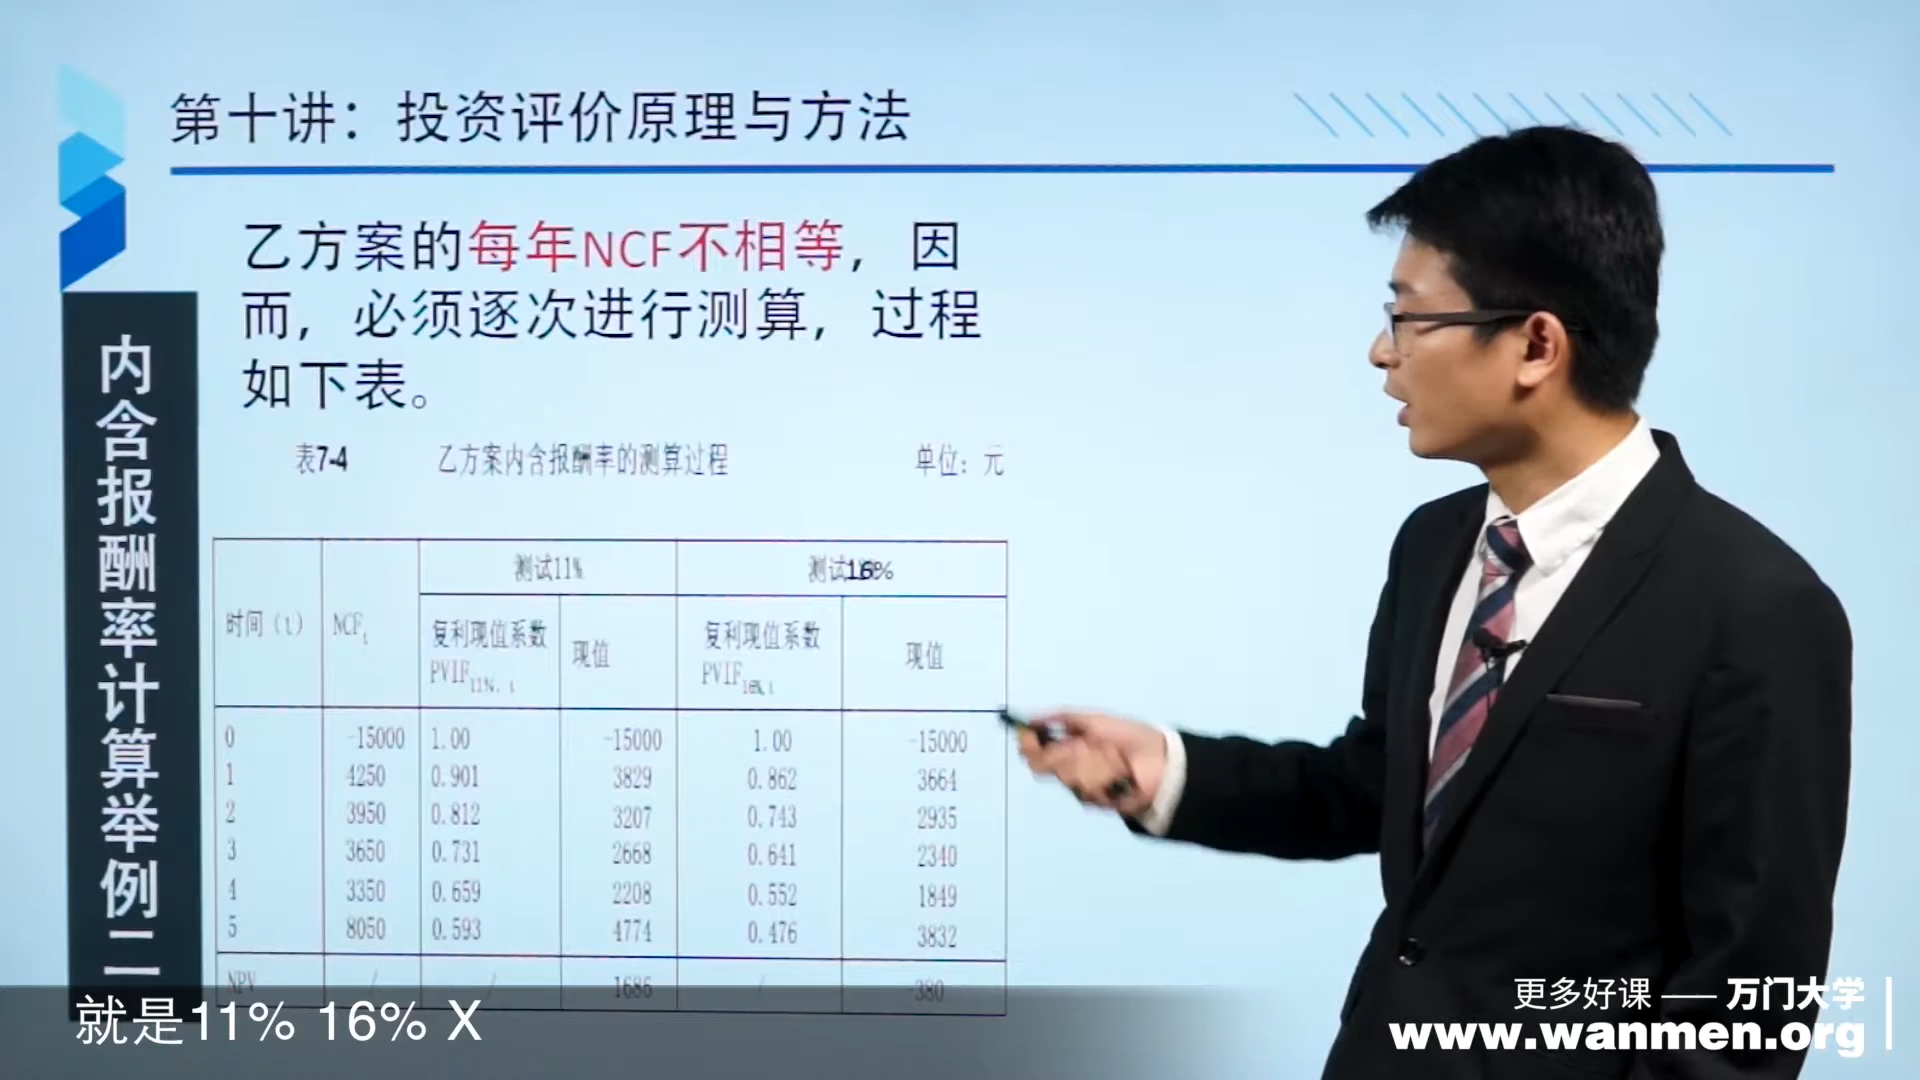 第十讲：投资评价原理与方法
乙方案的每年NCF不相等，因
而，必须逐次进行测算，过程
如下表。
内含报酬率计算举例二
表7-4 乙方案内含报酬率的测算过程 单位：元
测试11% 测试16%
时间（t） NCFt 复利现值系数 PVIF11%，t 现值 复利现值系数 PVIF16%，t 现值
0 -15000 1.00 -15000 1.00 -15000
1 4250 0.901 3829 0.862 3664
2 3950 0.812 3207 0.743 2935
3 3650 0.731 2668 0.641 2340
4 3350 0.659 2208 0.552 1849
5 8050 0.593 4774 0.476 3832
NPV / / 1686 / -380
就是11% 16% X
更多好课 —— 万门大学
www.wanmen.org